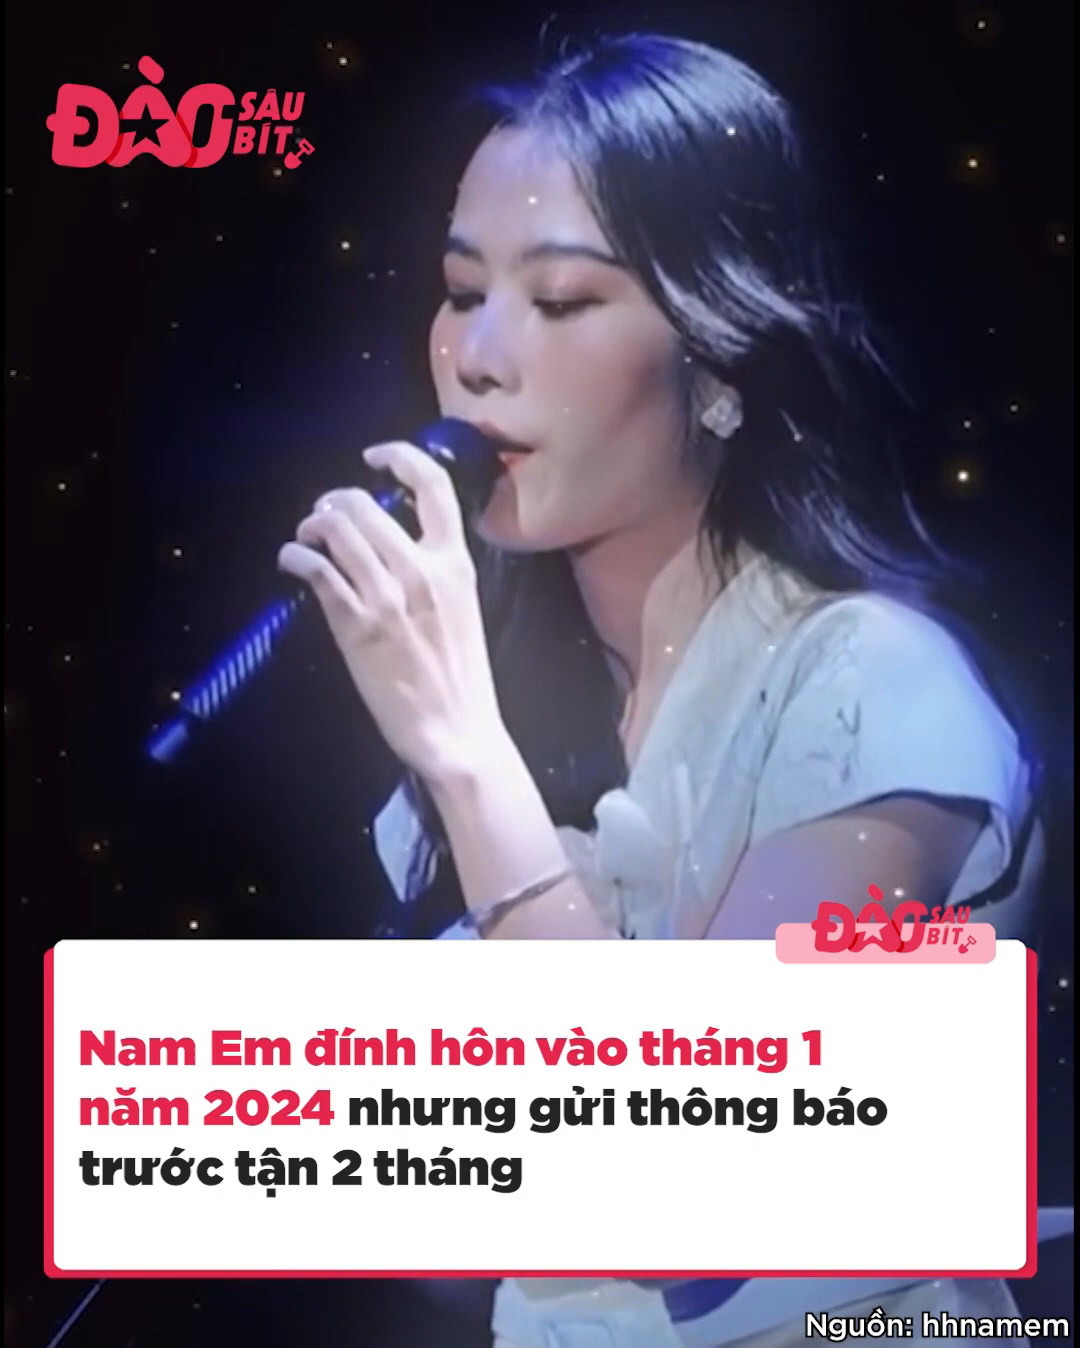 ĐÀO SÂU
BÍT
ĐÀO SÂU
BÍT
Nam Em đính hôn vào tháng 1
năm 2024 nhưng gửi thông báo
trước tận 2 tháng
Nguồn: hhnamem